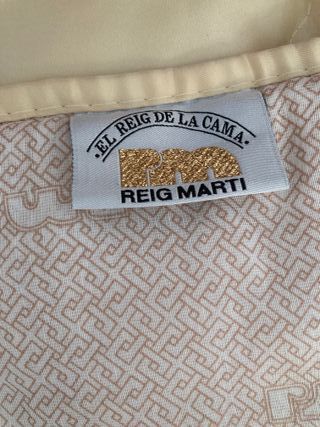 · EL REIG DE LA CAMA ·
rm
REIG MARTI